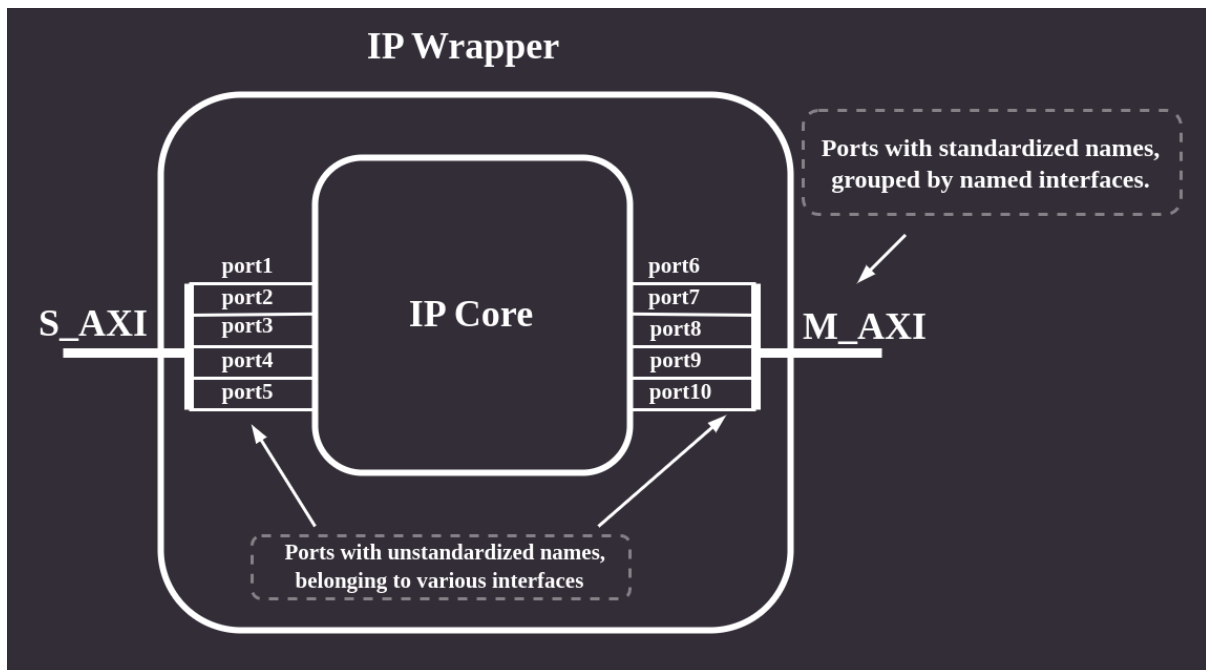 IP Wrapper
Ports with standardized names,
grouped by named interfaces.
S_AXI
port1
port2
port3
port4
port5
IP Core
port6
port7
port8
port9
port10
M_AXI
Ports with unstandardized names,
belonging to various interfaces